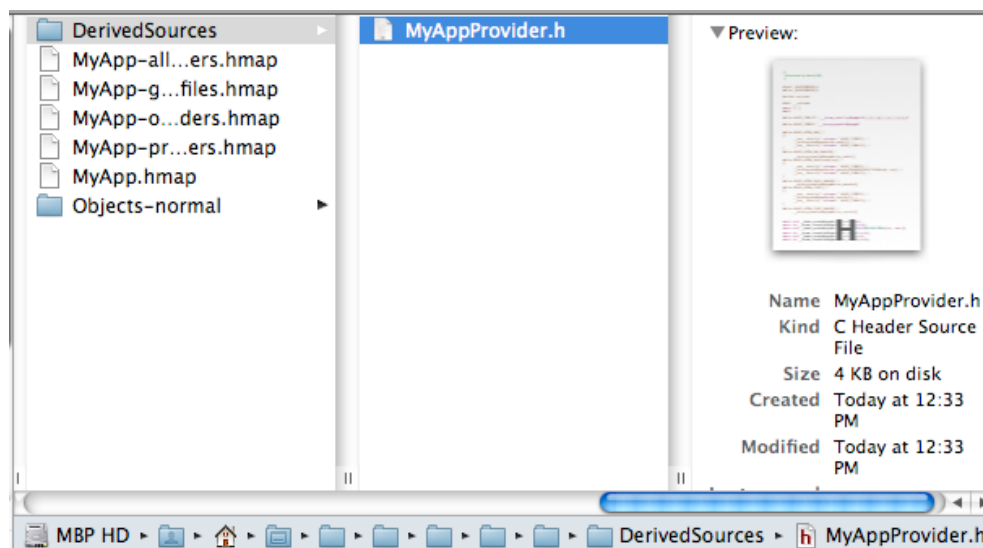 DerivedSources
MyApp-all...ers.hmap
MyApp-g...files.hmap
MyApp-o...ders.hmap
MyApp-pr...ers.hmap
MyApp.hmap
Objects-normal
MyAppProvider.h
Preview:
H
Name MyAppProvider.h
Kind C Header Source
File
Size 4 KB on disk
Created Today at 12:33
PM
Modified Today at 12:33
PM
MBP HD DerivedSources h MyAppProvider.h